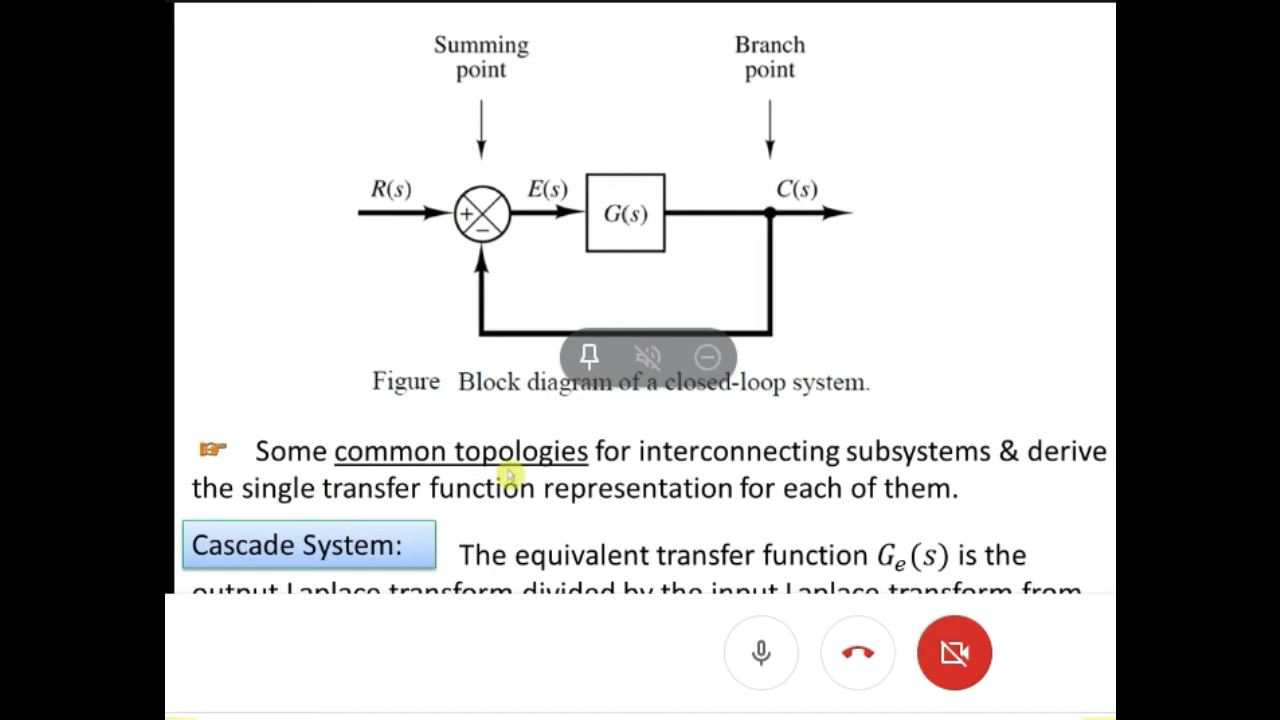 Summing
point
Branch
point
R(s)
E(s)
C(s)
+
G(s)
−
Figure Block diagram of a closed-loop system.
Some common topologies for interconnecting subsystems & derive
the single transfer function representation for each of them.
Cascade System:
The equivalent transfer function Gₑ(s) is the
output Laplace transform divided by the input Laplace transform from